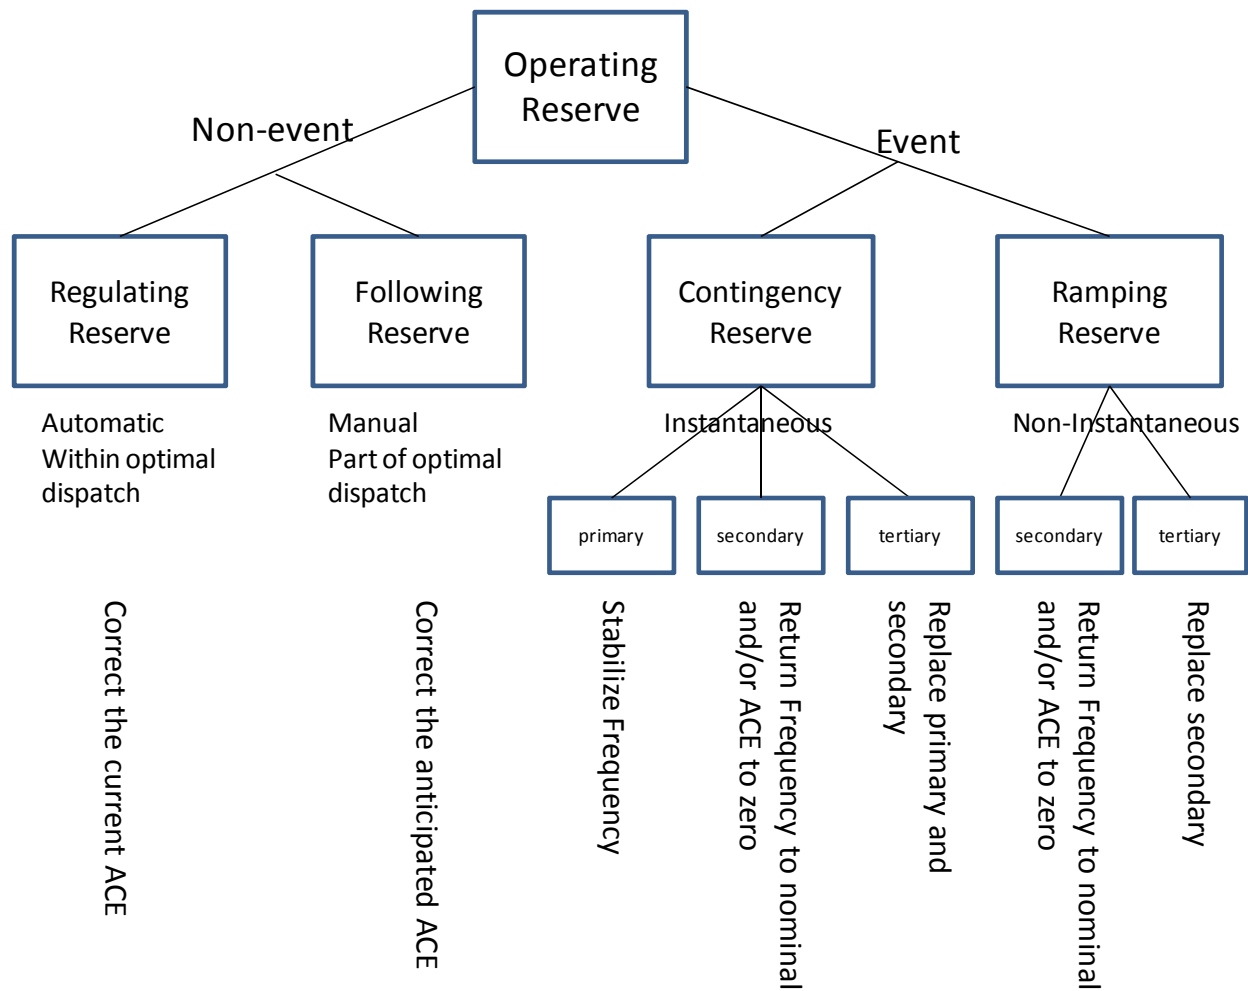 Operating
Reserve
Non-event
Event
Regulating
Reserve
Following
Reserve
Contingency
Reserve
Ramping
Reserve
Automatic
Within optimal
dispatch
Manual
Part of optimal
dispatch
Instantaneous
Non-Instantaneous
primary
secondary
tertiary
secondary
tertiary
Correct the current ACE
Correct the anticipated ACE
Stabilize Frequency
Return Frequency to nominal
and/or ACE to zero
Replace primary and
secondary
Return Frequency to nominal
and/or ACE to zero
Replace secondary